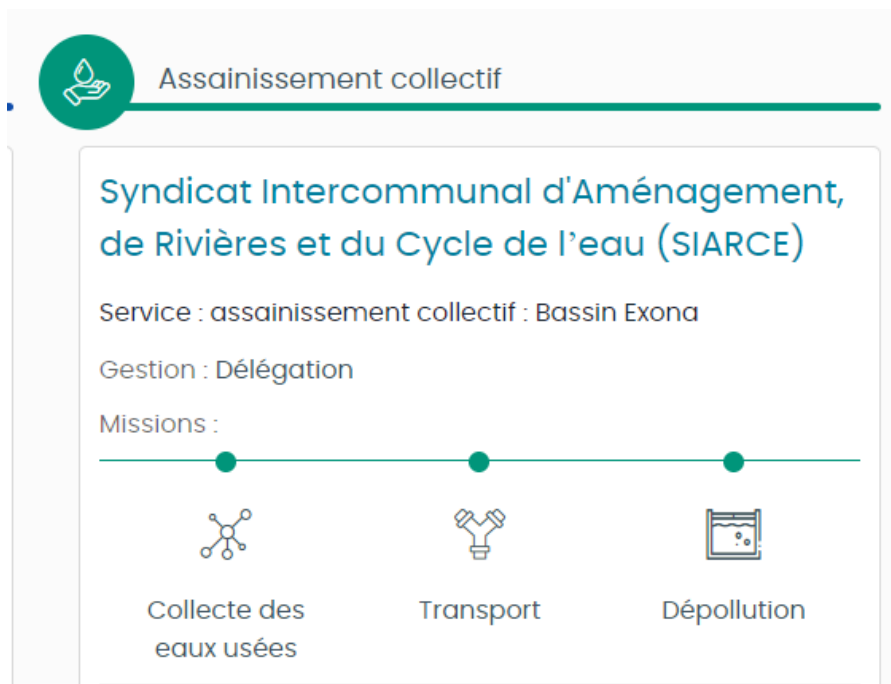 Assainissement collectif
Syndicat Intercommunal d'Aménagement,
de Rivières et du Cycle de l’eau (SIARCE)
Service : assainissement collectif : Bassin Exona
Gestion : Délégation
Missions :
Collecte des
eaux usées
Transport
Dépollution